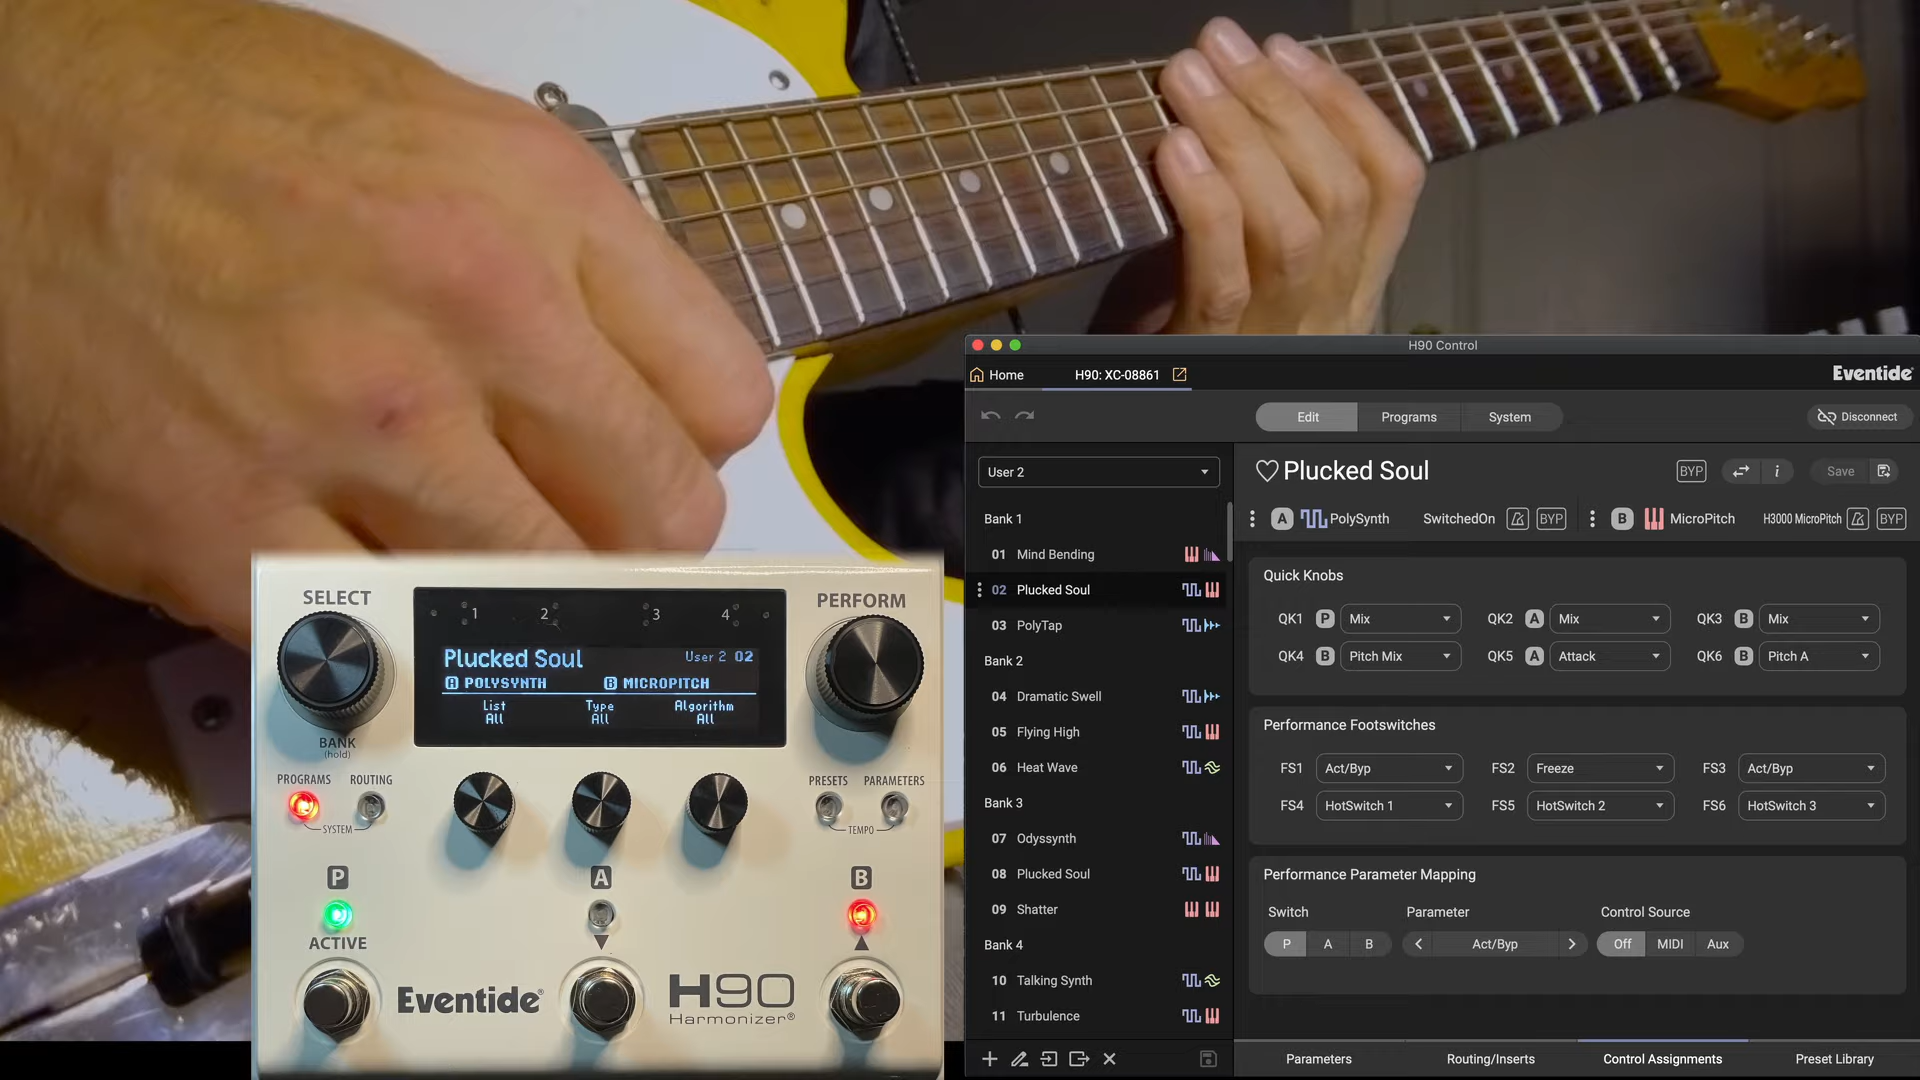 H90 Control
Home
H90: XC-08861
Eventide®
Edit
Programs
System
Disconnect
User 2
Plucked Soul
BYP
i
Save
Bank 1
A
PolySynth
SwitchedOn
BYP
B
MicroPitch
H3000 MicroPitch
BYP
01 Mind Bending
02 Plucked Soul
03 PolyTap
Bank 2
04 Dramatic Swell
05 Flying High
06 Heat Wave
Bank 3
07 Odyssynth
08 Plucked Soul
09 Shatter
Bank 4
10 Talking Synth
11 Turbulence
Quick Knobs
QK1 P Mix
QK2 A Mix
QK3 B Mix
QK4 B Pitch Mix
QK5 A Attack
QK6 B Pitch A
Performance Footswitches
FS1 Act/Byp
FS2 Freeze
FS3 Act/Byp
FS4 HotSwitch 1
FS5 HotSwitch 2
FS6 HotSwitch 3
Performance Parameter Mapping
Switch
Parameter
Control Source
P A B
Act/Byp
Off MIDI Aux
Parameters
Routing/Inserts
Control Assignments
Preset Library
SELECT
PERFORM
1 2 3 4
Plucked Soul
User 2 02
A POLYSYNTH
B MICROPITCH
List
All
Type
All
Algorithm
All
BANK
(hold)
PROGRAMS
ROUTING
SYSTEM
PRESETS
PARAMETERS
TEMPO
P
A
B
ACTIVE
Eventide®
H90
Harmonizer®